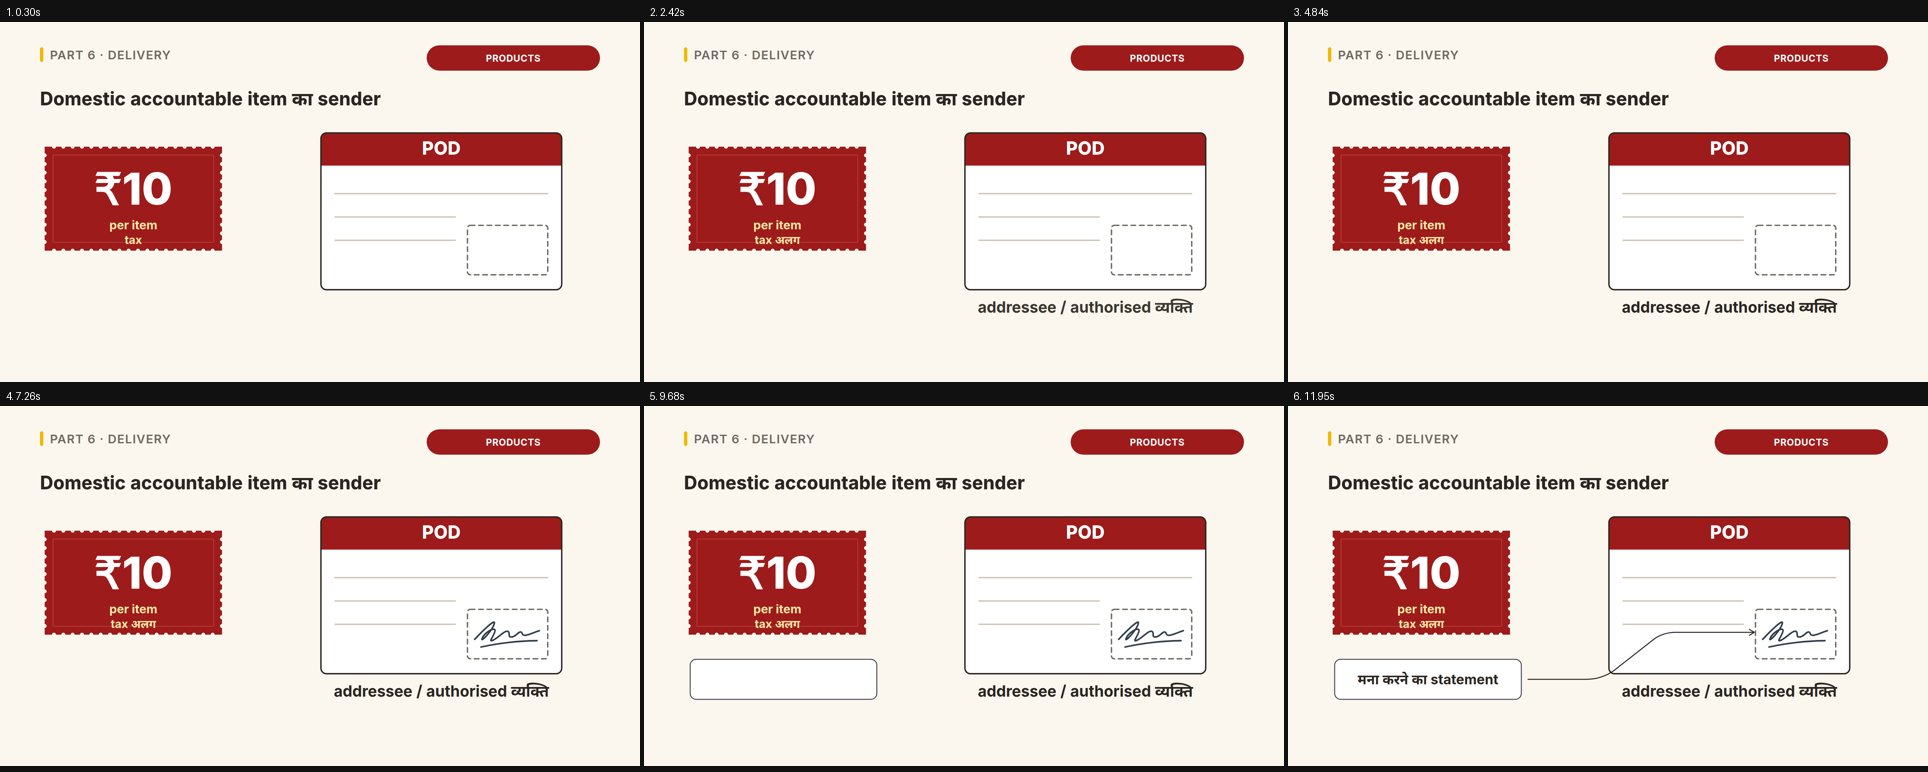 1. 0.30s
PART 6 · DELIVERY
PRODUCTS
Domestic accountable item का sender
₹10
per item
tax
POD
2. 2.42s
PART 6 · DELIVERY
PRODUCTS
Domestic accountable item का sender
₹10
per item
tax अलग
POD
addressee / authorised व्यक्ति
3. 4.84s
PART 6 · DELIVERY
PRODUCTS
Domestic accountable item का sender
₹10
per item
tax अलग
POD
addressee / authorised व्यक्ति
4. 7.26s
PART 6 · DELIVERY
PRODUCTS
Domestic accountable item का sender
₹10
per item
tax अलग
POD
addressee / authorised व्यक्ति
5. 9.68s
PART 6 · DELIVERY
PRODUCTS
Domestic accountable item का sender
₹10
per item
tax अलग
POD
addressee / authorised व्यक्ति
6. 11.95s
PART 6 · DELIVERY
PRODUCTS
Domestic accountable item का sender
₹10
per item
tax अलग
POD
मना करने का statement
addressee / authorised व्यक्ति